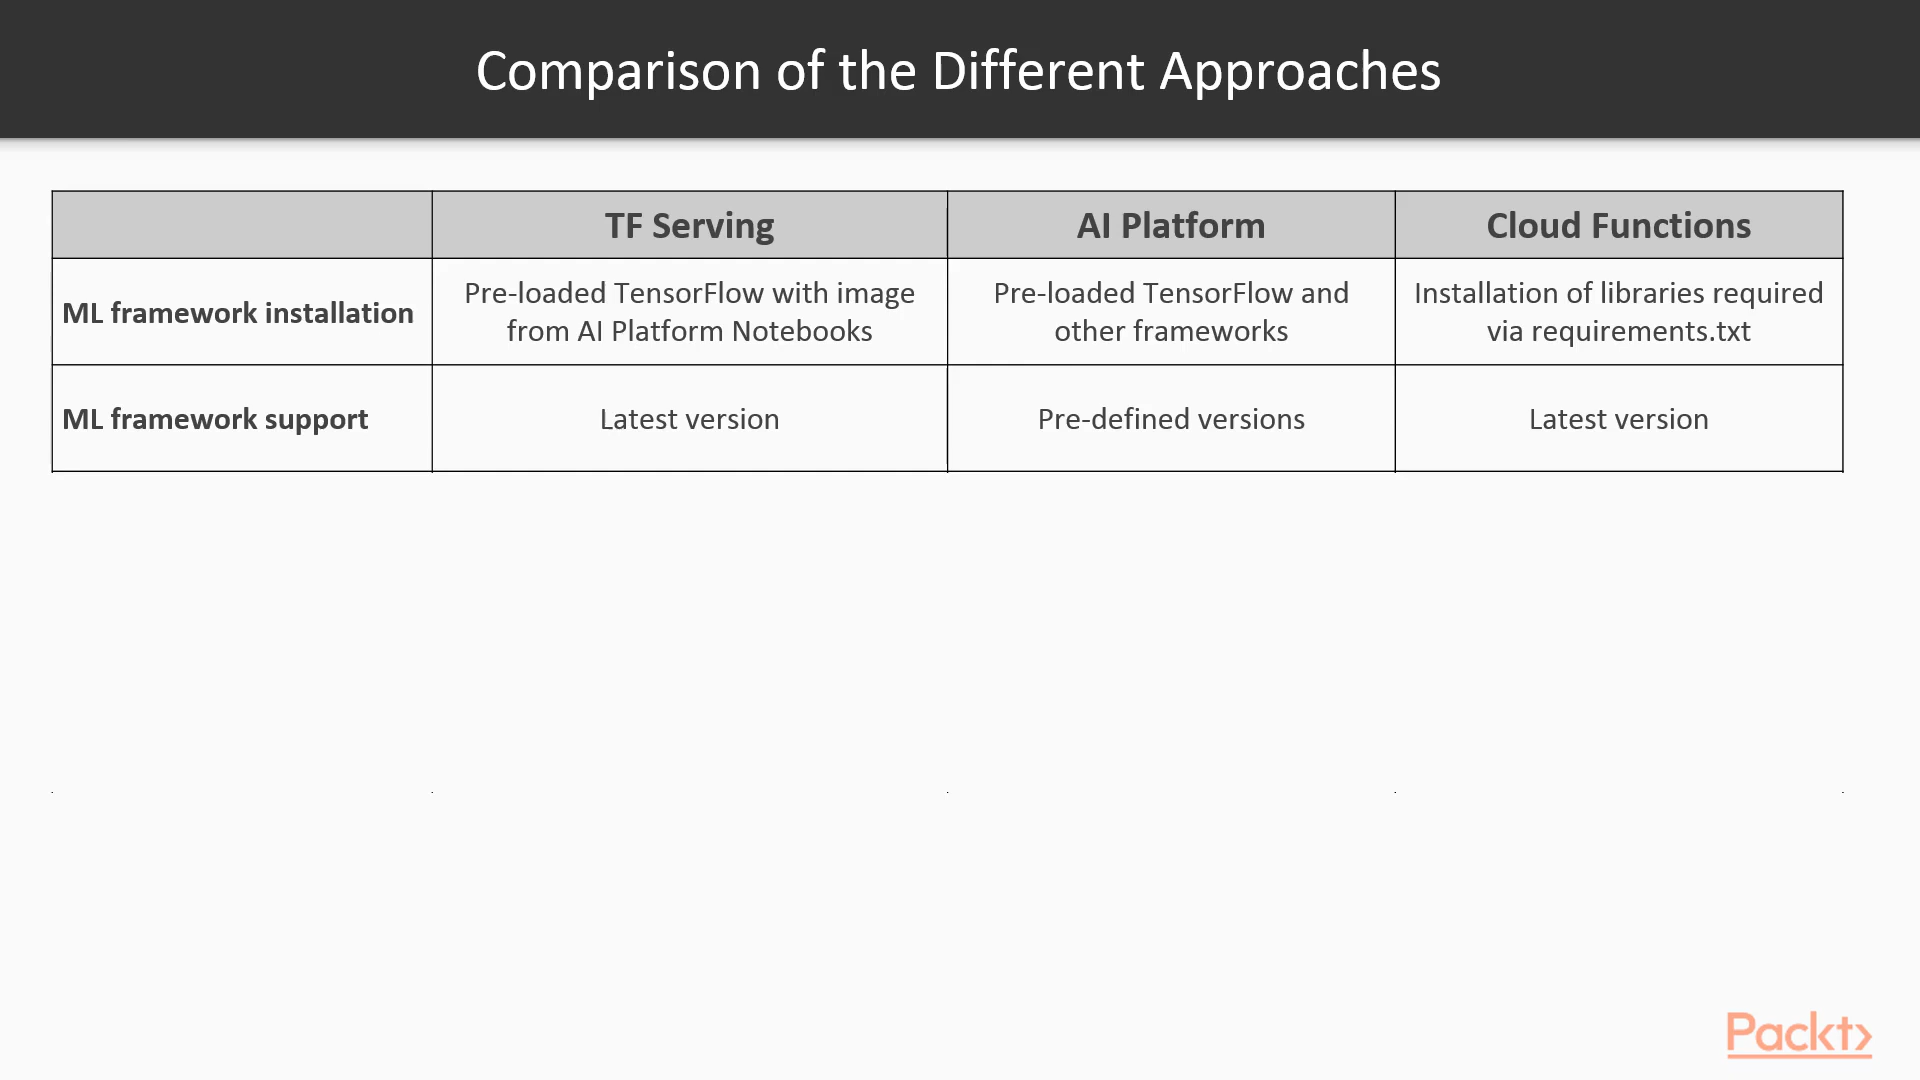 Comparison of the Different Approaches
TF Serving
AI Platform
Cloud Functions
ML framework installation
Pre-loaded TensorFlow with image
from AI Platform Notebooks
Pre-loaded TensorFlow and
other frameworks
Installation of libraries required
via requirements.txt
ML framework support
Latest version
Pre-defined versions
Latest version
Packt>